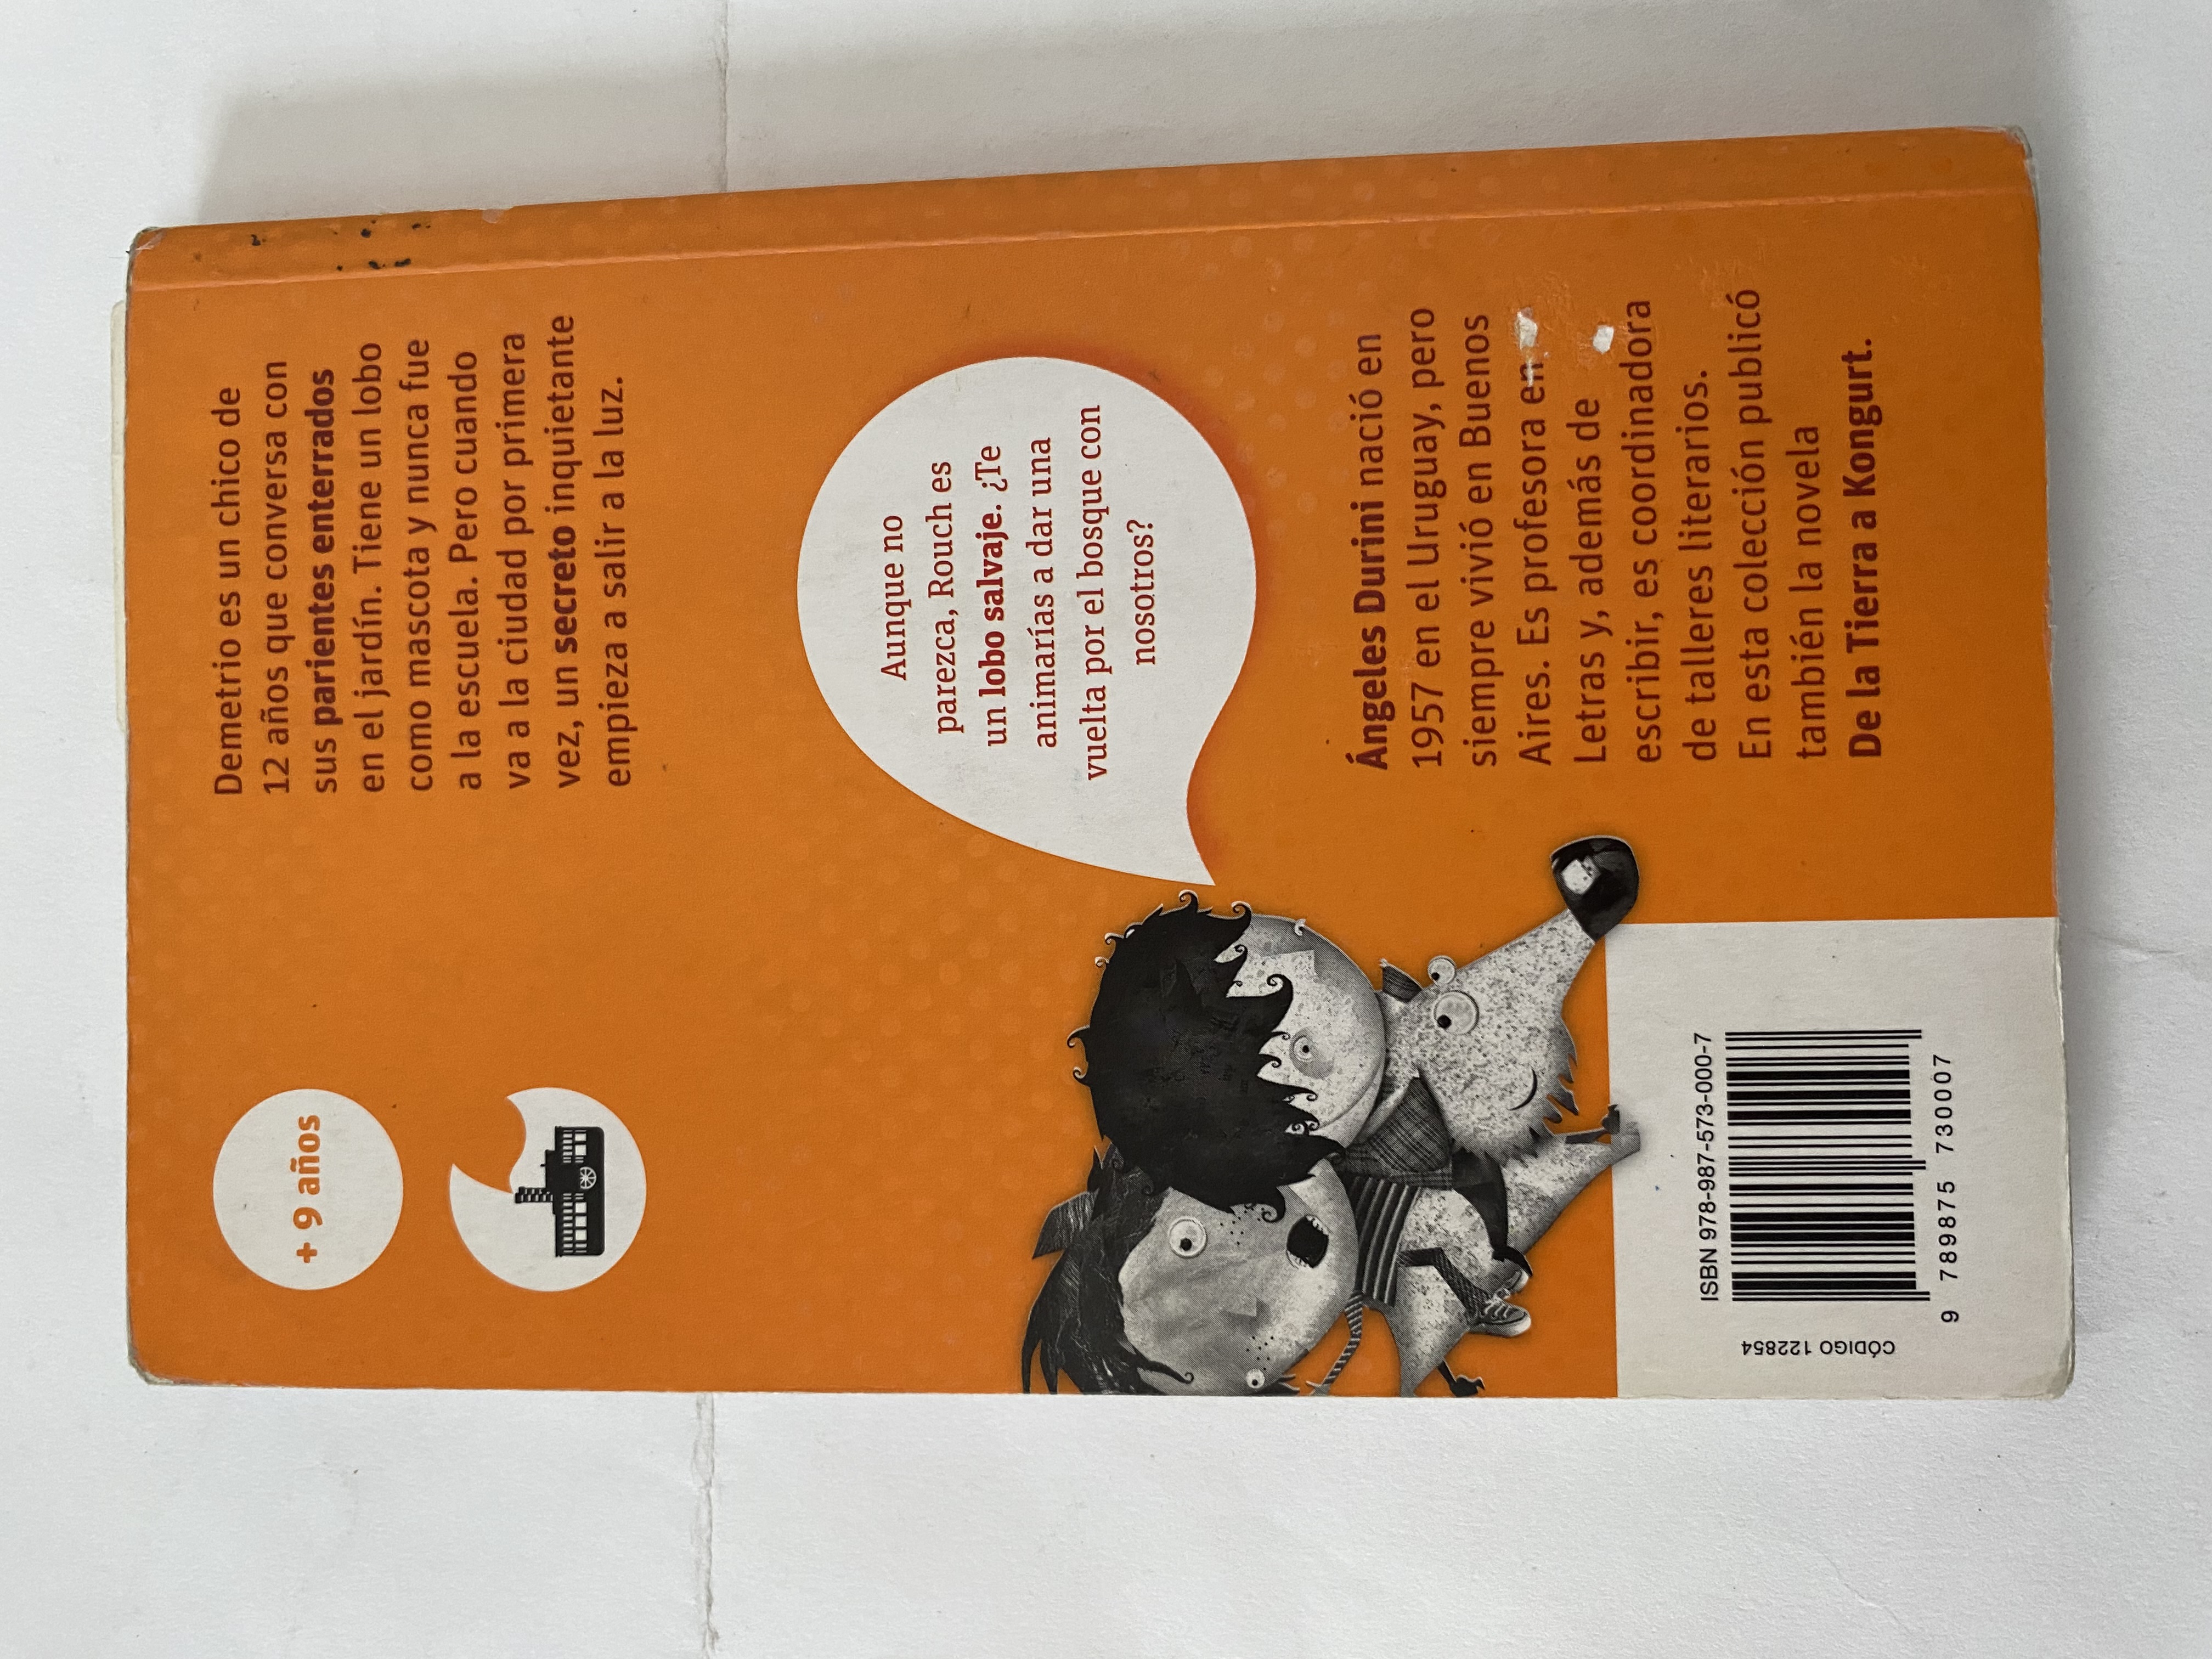 + 9 años
Demetrio es un chico de
12 años que conversa con
sus parientes enterrados
en el jardín. Tiene un lobo
como mascota y nunca fue
a la escuela. Pero cuando
va a la ciudad por primera
vez, un secreto inquietante
empieza a salir a la luz.
Aunque no
parezca, Rouch es
un lobo salvaje. ¿Te
animarías a dar una
vuelta por el bosque con
nosotros?
Ángeles Durini nació en
1957 en el Uruguay, pero
siempre vivió en Buenos
Aires. Es profesora en
Letras y, además de
escribir, es coordinadora
de talleres literarios.
En esta colección publicó
también la novela
De la Tierra a Kongurt.
ISBN 978-987-573-000-7
CÓDIGO 122854
9 789875 730007